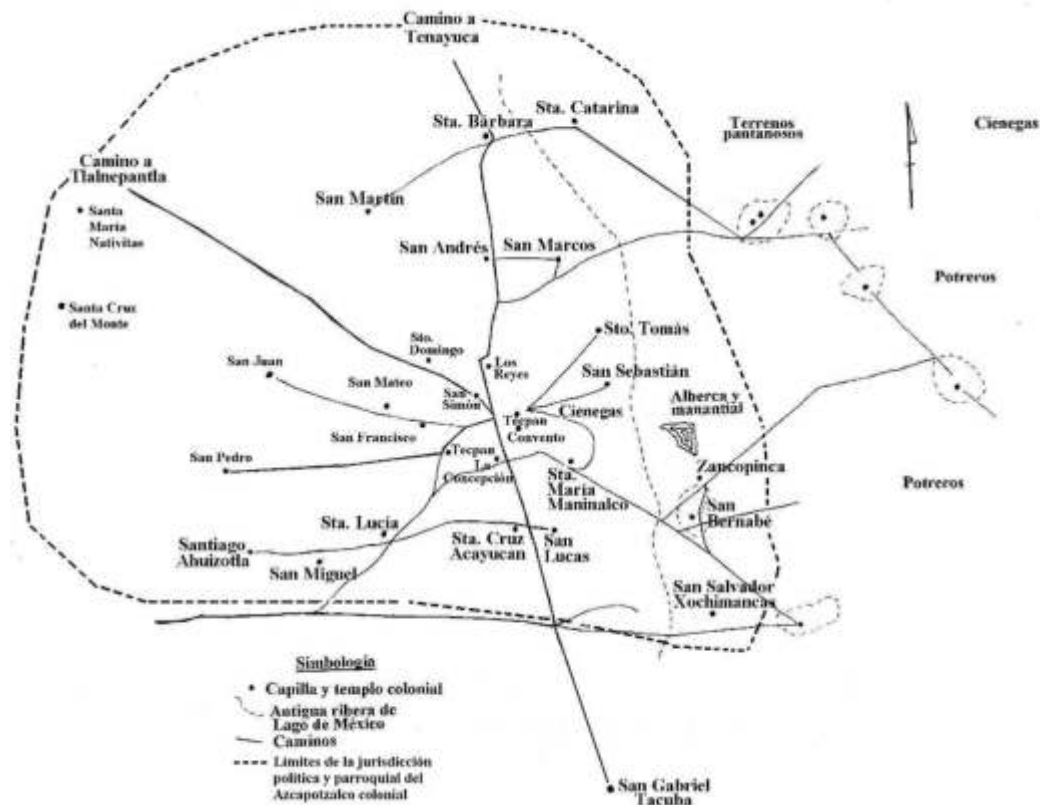 Camino a
Tenayuca
Sta. Catarina
Sta. Bárbara
Terrenos
pantanosos
Cienegas
Camino a
Tlalnepantla
San Martín
Santa
María
Nativitas
San Andrés
San Marcos
Potreros
Santa Cruz
del Monte
Sto. Tomás
Sto.
Domingo
San Juan
Los
Reyes
San Sebastián
San Mateo
San
Simón
Cienegas
Alberca y
manantial
Tecpan
Convento
San Francisco
Tecpan
San Pedro
La
Concepción
Zancopinca
Sta.
María
Maninalco
Potreros
San
Bernabé
Sta. Lucía
Santiago
Ahuizotla
Sta. Cruz
Acayucan
San
Lucas
San Miguel
San Salvador
Xochimancas
Simbología
Capilla y templo colonial
Antigua ribera de
Lago de México
Caminos
Límites de la jurisdicción
política y parroquial del
Azcapotzalco colonial
San Gabriel
Tacuba